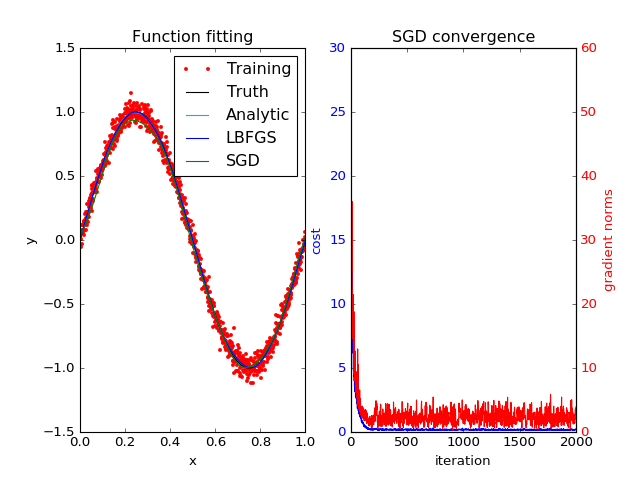 Function fitting
1.5
1.0
0.5
0.0
−0.5
−1.0
−1.5
y
0.0 0.2 0.4 0.6 0.8 1.0
x
Training
Truth
Analytic
LBFGS
SGD
SGD convergence
30
25
20
15
10
5
0
cost
60
50
40
30
20
10
0
gradient norms
0 500 1000 1500 2000
iteration